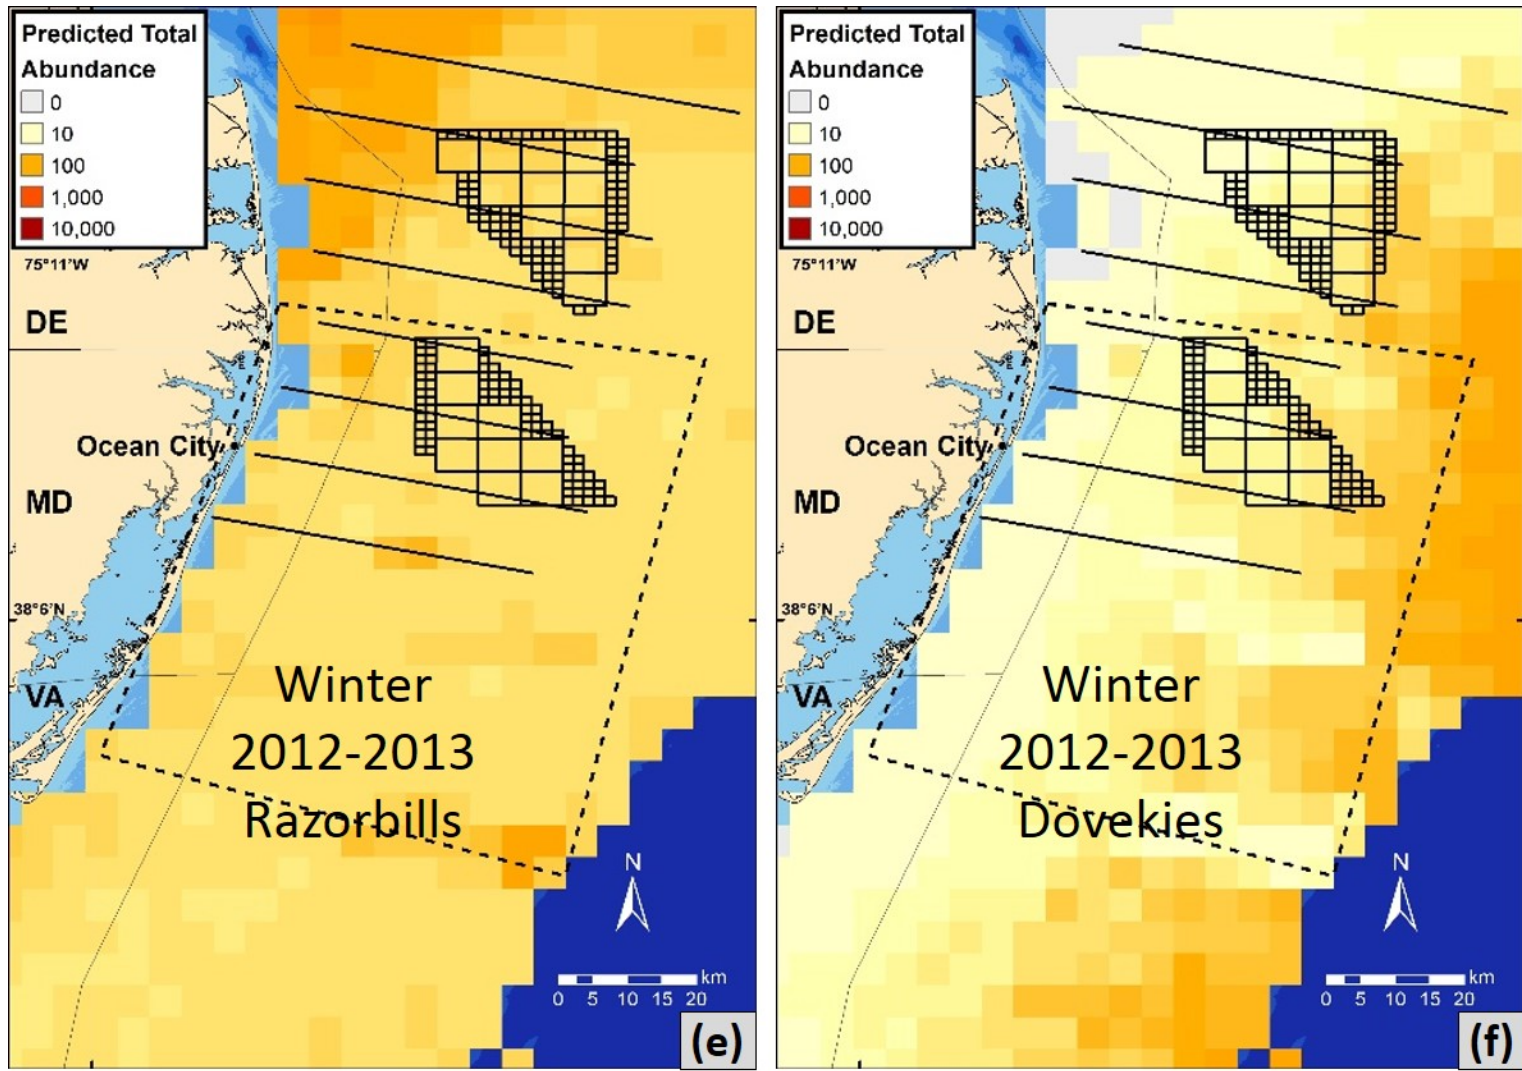 Predicted Total
Abundance
0
10
100
1,000
10,000
75°11'W
DE
Ocean City
MD
38°6'N
VA
Winter
2012-2013
Razorbills
N
km
0 5 10 15 20
(e)
Predicted Total
Abundance
0
10
100
1,000
10,000
75°11'W
DE
Ocean City
MD
38°6'N
VA
Winter
2012-2013
Dovekies
N
km
0 5 10 15 20
(f)